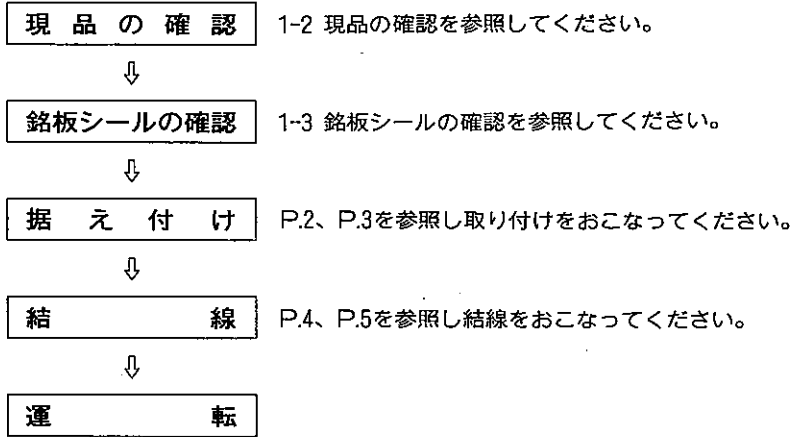 現品の確認 1-2 現品の確認を参照してください。
⇩
銘板シールの確認 1-3 銘板シールの確認を参照してください。
⇩
据え付け P.2、P.3を参照し取り付けをおこなってください。
⇩
結線 P.4、P.5を参照し結線をおこなってください。
⇩
運転